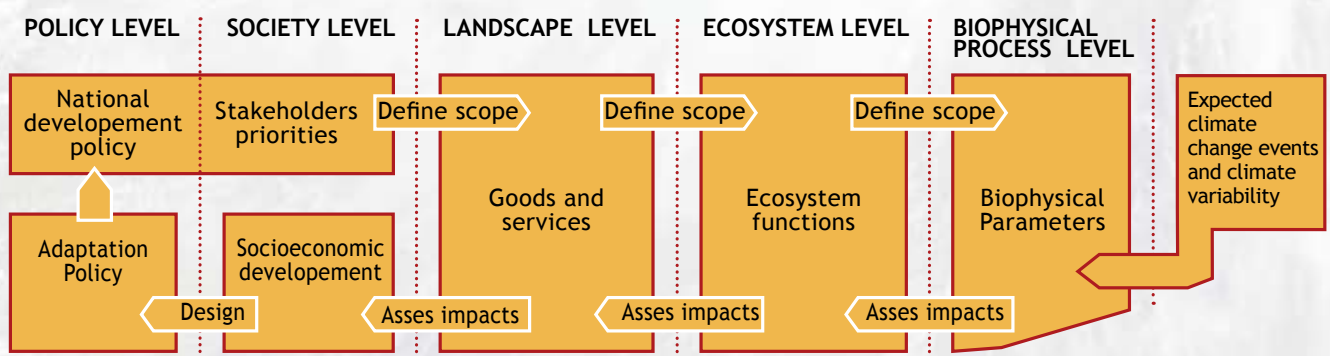 POLICY LEVEL
SOCIETY LEVEL
LANDSCAPE LEVEL
ECOSYSTEM LEVEL
BIOPHYSICAL
PROCESS LEVEL
National
developement
policy
Stakeholders
priorities
Define scope
Define scope
Define scope
Expected
climate
change events
and climate
variability
Goods and
services
Ecosystem
functions
Biophysical
Parameters
Adaptation
Policy
Socioeconomic
developement
Design
Asses impacts
Asses impacts
Asses impacts